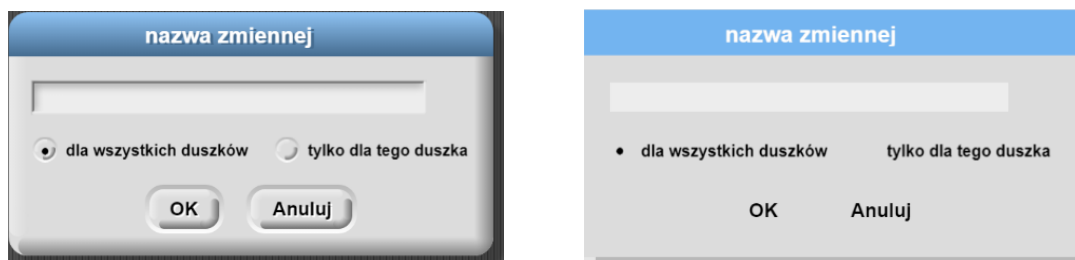 nazwa zmiennej
dla wszystkich duszków tylko dla tego duszka
OK Anuluj
nazwa zmiennej
dla wszystkich duszków tylko dla tego duszka
OK Anuluj